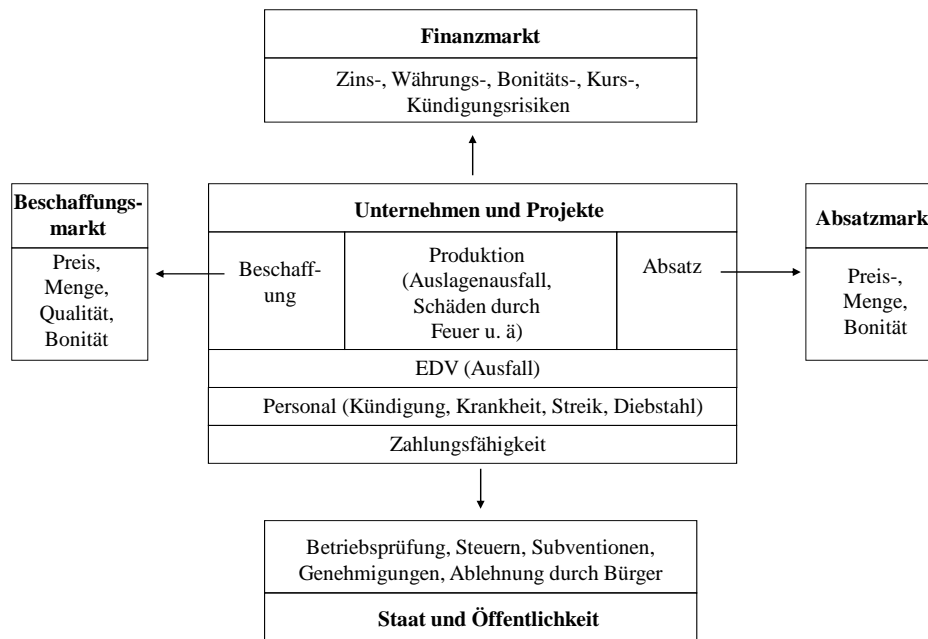 Finanzmarkt
Zins-, Währungs-, Bonitäts-, Kurs-,
Kündigungsrisiken
Beschaffungs-
markt
Preis,
Menge,
Qualität,
Bonität
Unternehmen und Projekte
Beschaff-
ung
Produktion
(Auslagenausfall,
Schäden durch
Feuer u. ä)
Absatz
EDV (Ausfall)
Personal (Kündigung, Krankheit, Streik, Diebstahl)
Zahlungsfähigkeit
Absatzmark
Preis-,
Menge,
Bonität
Betriebsprüfung, Steuern, Subventionen,
Genehmigungen, Ablehnung durch Bürger
Staat und Öffentlichkeit